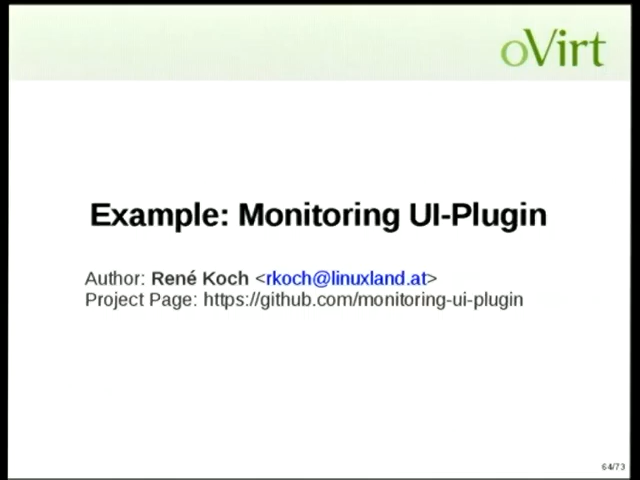 oVirt
Example: Monitoring UI-Plugin
Author: René Koch <rkoch@linuxland.at>
Project Page: https://github.com/monitoring-ui-plugin
64/73